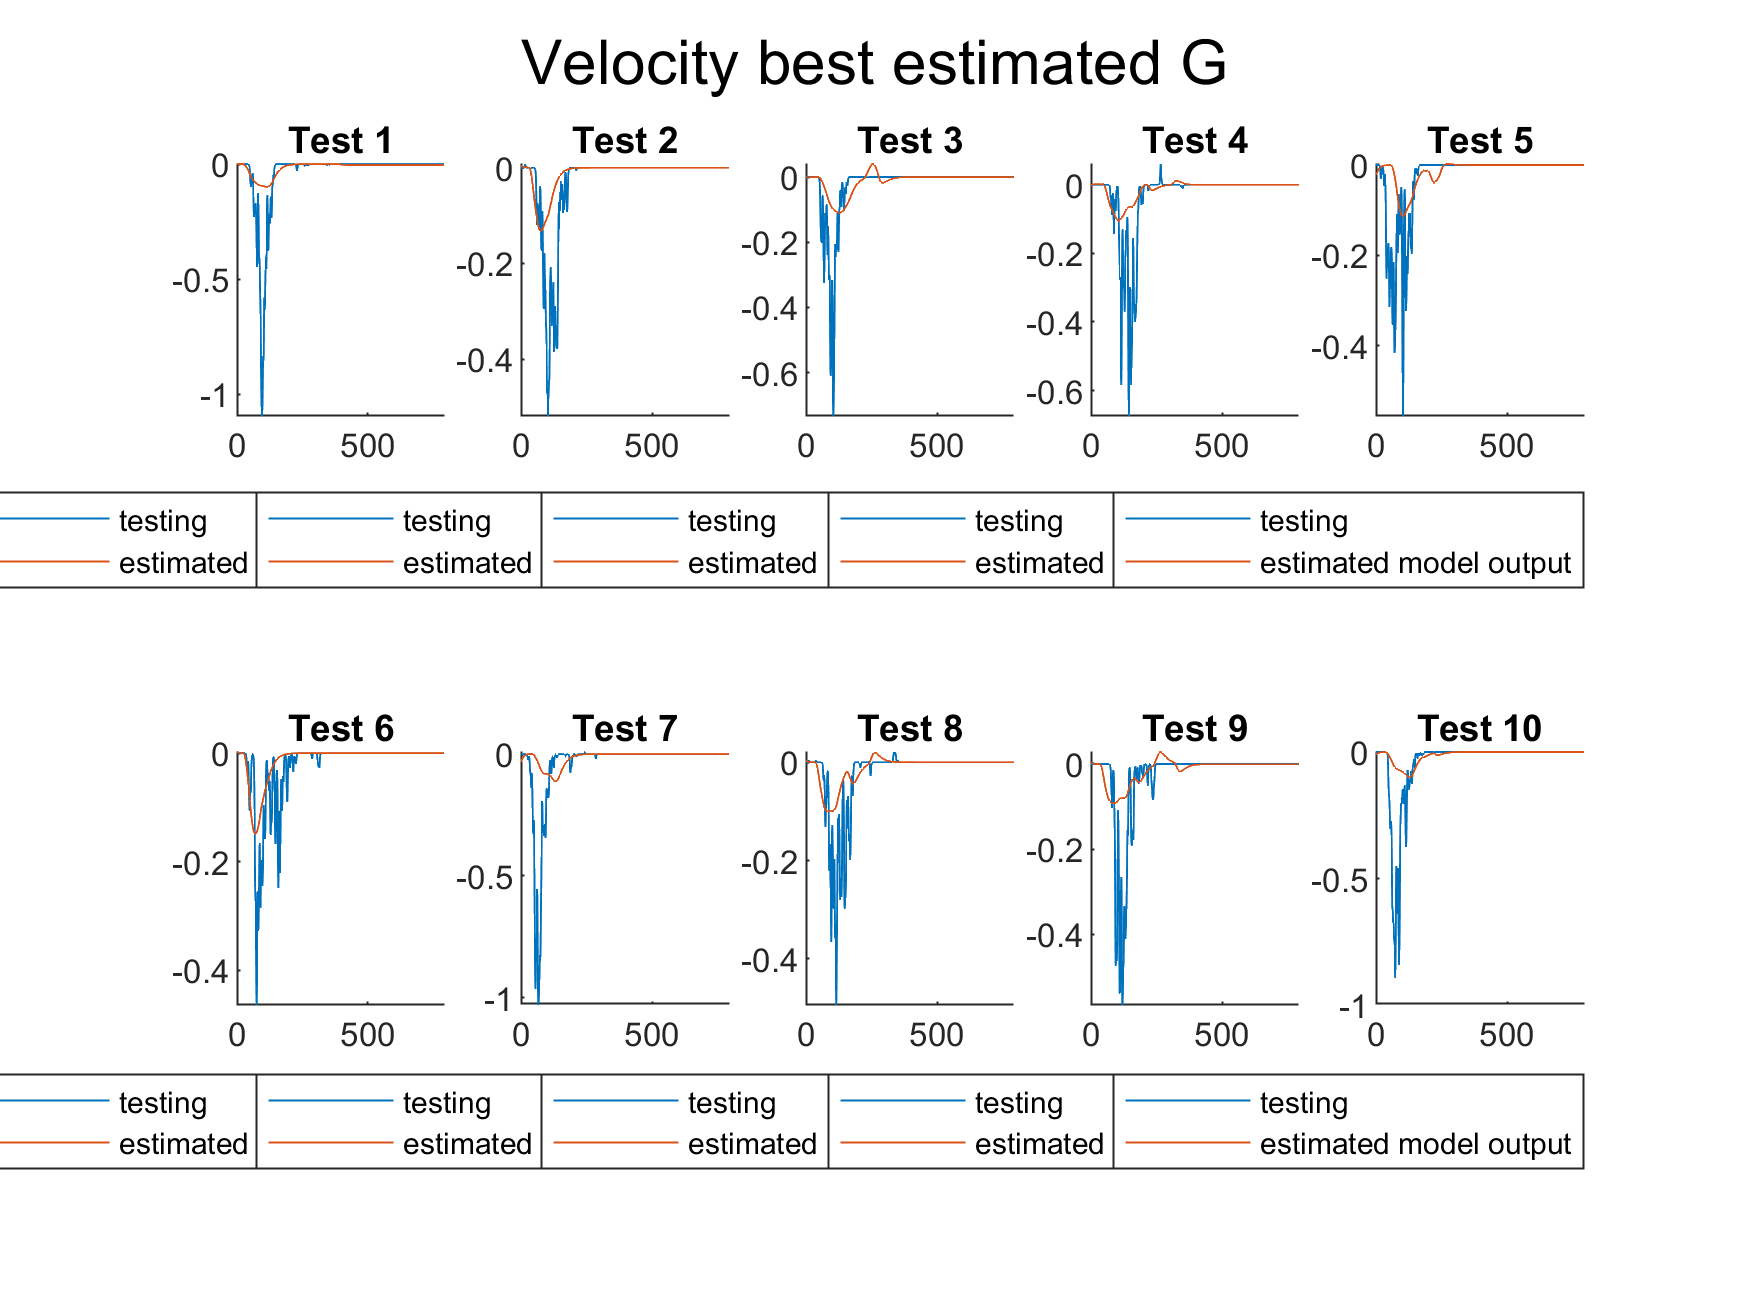 Velocity best estimated G
Test 1 Test 2 Test 3 Test 4 Test 5
0 -0.5 -1 0 500
0 -0.2 -0.4 0 500
0 -0.2 -0.4 -0.6 0 500
0 -0.2 -0.4 -0.6 0 500
0 -0.2 -0.4 0 500
testing testing testing testing testing
estimated estimated estimated estimated estimated model output
Test 6 Test 7 Test 8 Test 9 Test 10
0 -0.2 -0.4 0 500
0 -0.5 -1 0 500
0 -0.2 -0.4 0 500
0 -0.2 -0.4 0 500
0 -0.5 -1 0 500
testing testing testing testing testing
estimated estimated estimated estimated estimated model output